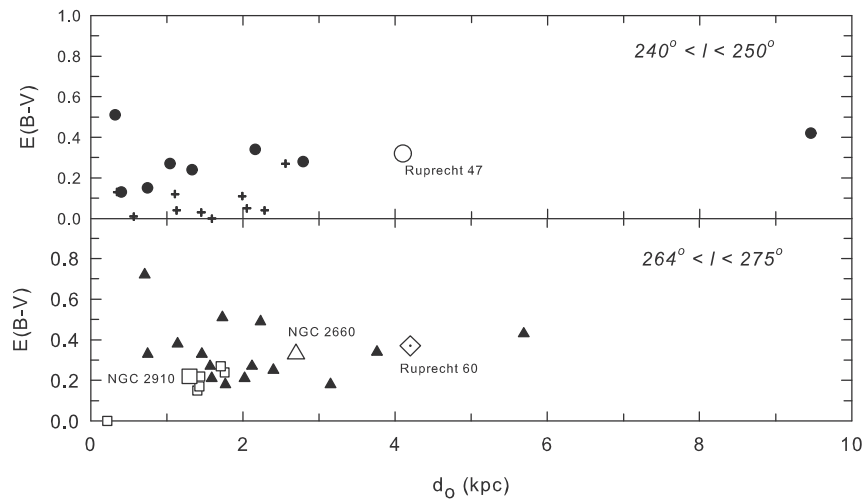 1.0
0.8
0.6
0.4
0.2
0.0
E(B-V)
240° < l < 250°
Ruprecht 47
0.8
0.6
0.4
0.2
0.0
E(B-V)
264° < l < 275°
NGC 2660
NGC 2910
Ruprecht 60
0 2 4 6 8 10
do (kpc)